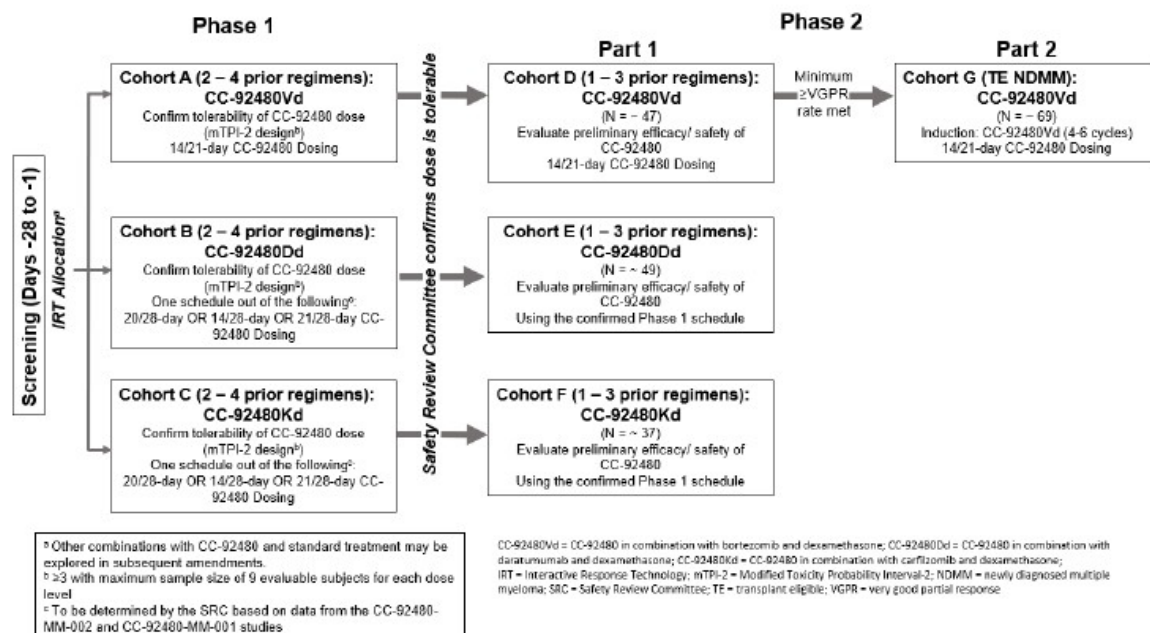 Phase 1
Phase 2
Part 1
Part 2
Screening (Days -28 to -1)
IRT Allocationᵃ
Cohort A (2 – 4 prior regimens):
CC-92480Vd
Confirm tolerability of CC-92480 dose
(mTPI-2 designᵇ)
14/21-day CC-92480 Dosing
Cohort B (2 – 4 prior regimens):
CC-92480Dd
Confirm tolerability of CC-92480 dose
(mTPI-2 designᵇ)
One schedule out of the followingᶜ:
20/28-day OR 14/28-day OR 21/28-day CC-
92480 Dosing
Cohort C (2 – 4 prior regimens):
CC-92480Kd
Confirm tolerability of CC-92480 dose
(mTPI-2 designᵇ)
One schedule out of the followingᶜ:
20/28-day OR 14/28-day OR 21/28-day CC-
92480 Dosing
Safety Review Committee confirms dose is tolerable
Cohort D (1 – 3 prior regimens):
CC-92480Vd
(N = ~ 47)
Evaluate preliminary efficacy/ safety of
CC-92480
14/21-day CC-92480 Dosing
Cohort E (1 – 3 prior regimens):
CC-92480Dd
(N = ~ 49)
Evaluate preliminary efficacy/ safety of
CC-92480
Using the confirmed Phase 1 schedule
Cohort F (1 – 3 prior regimens):
CC-92480Kd
(N = ~ 37)
Evaluate preliminary efficacy/ safety of
CC-92480
Using the confirmed Phase 1 schedule
Minimum
≥VGPR
rate met
Cohort G (TE NDMM):
CC-92480Vd
(N = ~ 69)
Induction: CC-92480Vd (4-6 cycles)
14/21-day CC-92480 Dosing
ᵃ Other combinations with CC-92480 and standard treatment may be
explored in subsequent amendments.
ᵇ ≥3 with maximum sample size of 9 evaluable subjects for each dose
level
ᶜ To be determined by the SRC based on data from the CC-92480-
MM-002 and CC-92480-MM-001 studies
CC-92480Vd = CC-92480 in combination with bortezomib and dexamethasone; CC-92480Dd = CC-92480 in combination with
daratumumab and dexamethasone; CC-92480Kd = CC-92480 in combination with carfilzomib and dexamethasone;
IRT = Interactive Response Technology; mTPI-2 = Modified Toxicity Probability Interval-2; NDMM = newly diagnosed multiple
myeloma; SRC = Safety Review Committee; TE = transplant eligible; VGPR = very good partial response